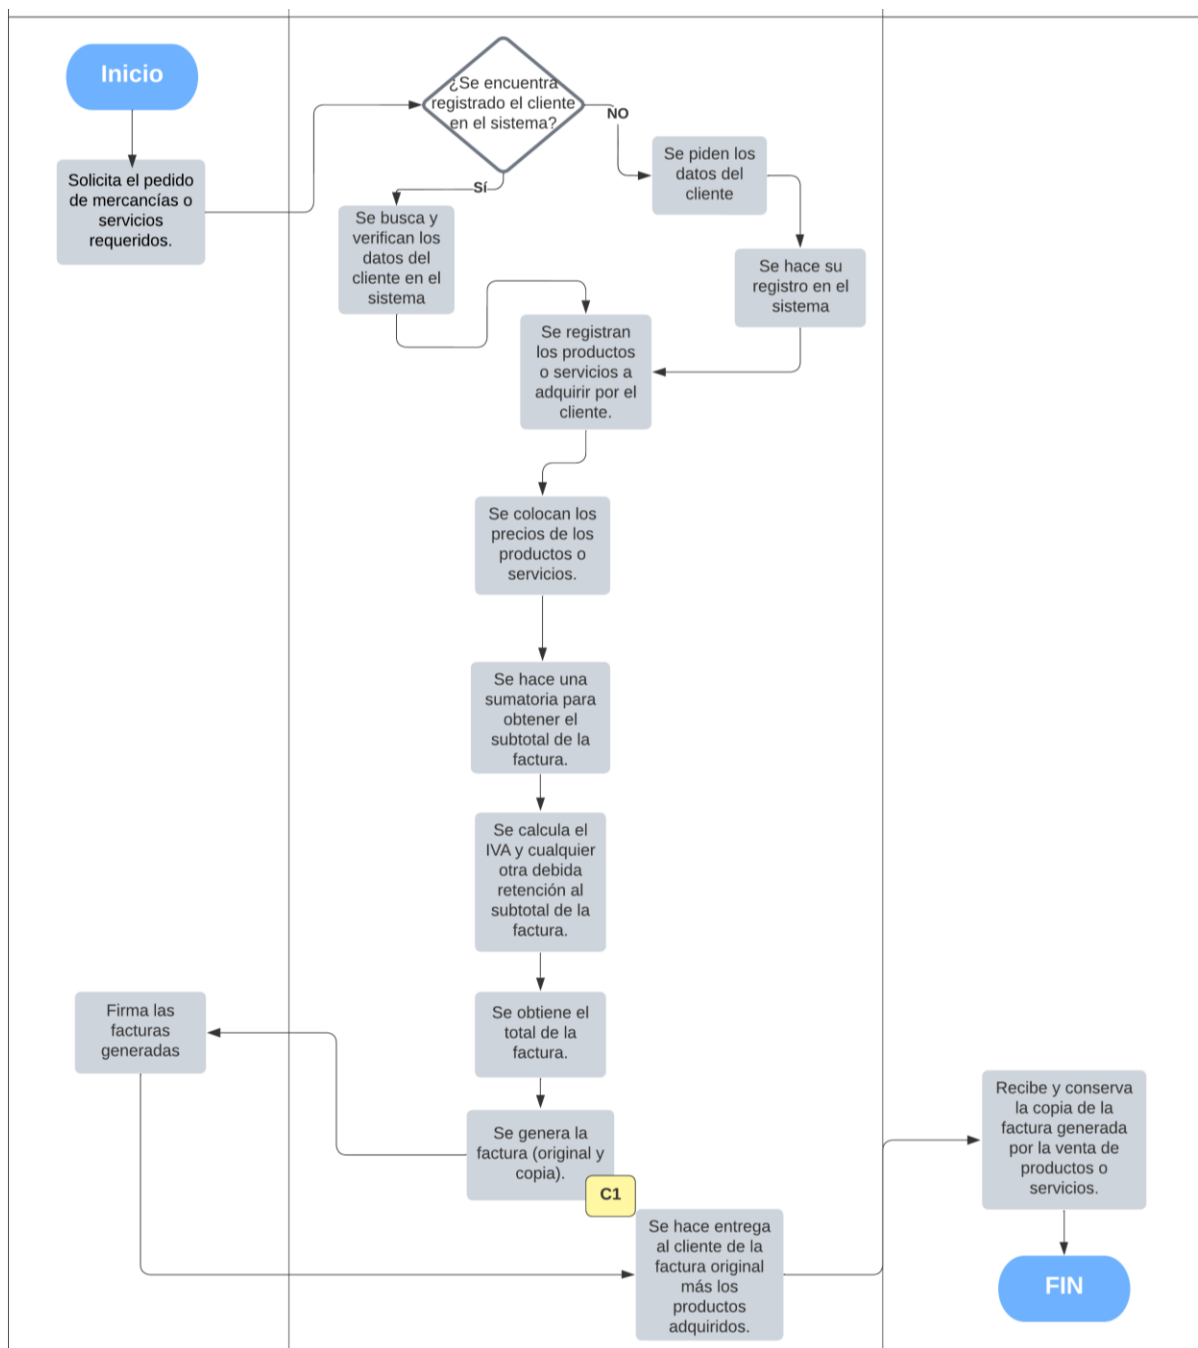 Inicio
Solicita el pedido
de mercancías o
servicios
requeridos.
¿Se encuentra
registrado el cliente
en el sistema?
NO
Sí
Se piden los
datos del
cliente
Se busca y
verifican los
datos del
cliente en el
sistema
Se hace su
registro en el
sistema
Se registran
los productos
o servicios a
adquirir por el
cliente.
Se colocan los
precios de los
productos o
servicios.
Se hace una
sumatoria para
obtener el
subtotal de la
factura.
Se calcula el
IVA y cualquier
otra debida
retención al
subtotal de la
factura.
Se obtiene el
total de la
factura.
Se genera la
factura (original y
copia).
C1
Firma las
facturas
generadas
Se hace entrega
al cliente de la
factura original
más los
productos
adquiridos.
Recibe y conserva
la copia de la
factura generada
por la venta de
productos o
servicios.
FIN